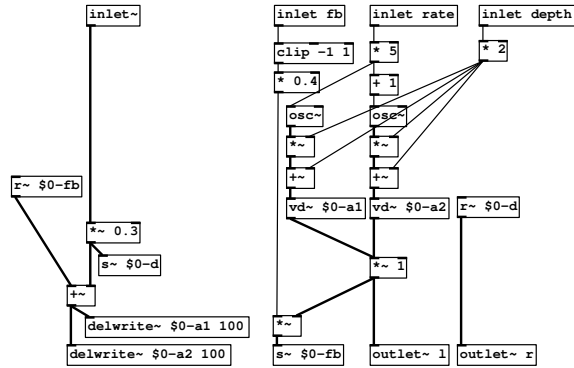 inlet~
inlet fb
inlet rate
inlet depth
clip -1 1
* 5
* 2
* 0.4
+ 1
osc~
osc~
*~
*~
+~
+~
r~ $0-fb
vd~ $0-a1
vd~ $0-a2
r~ $0-d
*~ 0.3
s~ $0-d
*~ 1
+~
delwrite~ $0-a1 100
*~
delwrite~ $0-a2 100
s~ $0-fb
outlet~ l
outlet~ r